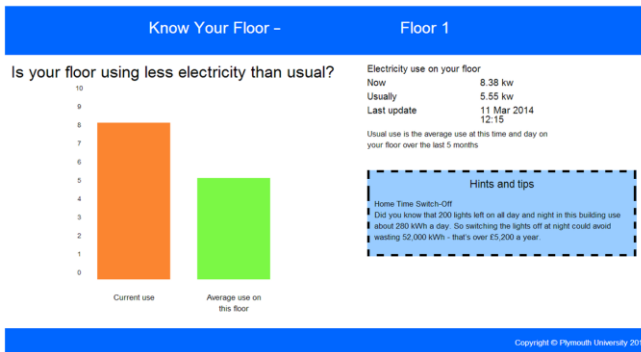 Know Your Floor – Floor 1
Is your floor using less electricity than usual?
10
9
8
7
6
5
4
3
2
1
0
Current use
Average use on
this floor
Electricity use on your floor
Now 8.38 kw
Usually 5.55 kw
Last update 11 Mar 2014
12:15
Usual use is the average use at this time and day on
your floor over the last 5 months
Hints and tips
Home Time Switch-Off
Did you know that 200 lights left on all day and night in this building use
about 280 kWh a day. So switching the lights off at night could avoid
wasting 52,000 kWh - that's over £5,200 a year.
Copyright © Plymouth University